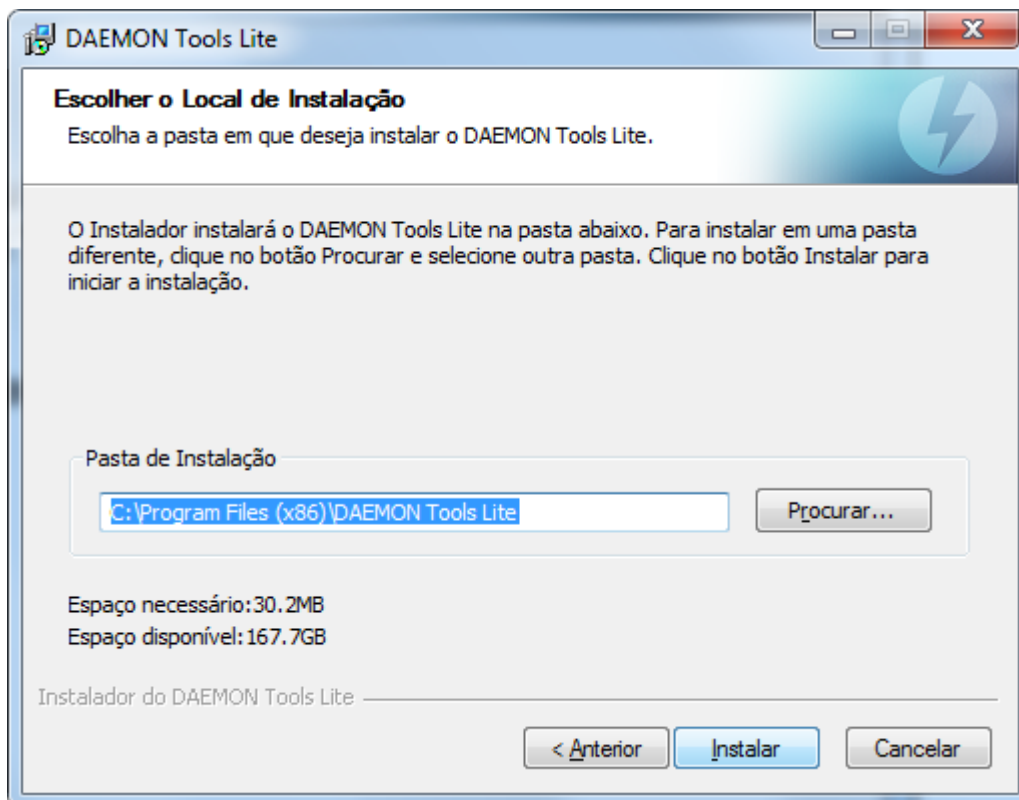 DAEMON Tools Lite
Escolher o Local de Instalação
Escolha a pasta em que deseja instalar o DAEMON Tools Lite.
O Instalador instalará o DAEMON Tools Lite na pasta abaixo. Para instalar em uma pasta
diferente, clique no botão Procurar e selecione outra pasta. Clique no botão Instalar para
iniciar a instalação.
Pasta de Instalação
C:\Program Files (x86)\DAEMON Tools Lite
Procurar...
Espaço necessário:30.2MB
Espaço disponível:167.7GB
Instalador do DAEMON Tools Lite
< Anterior
Instalar
Cancelar